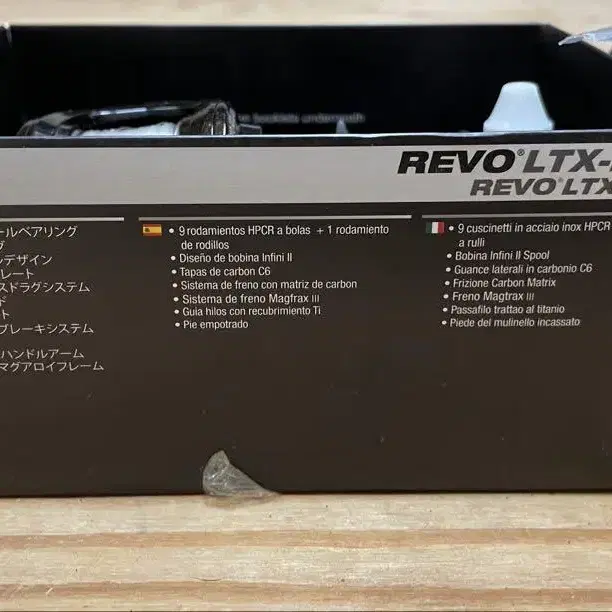 REVO® LTX-
REVO® LTX
ールベアリング
デザイン
レート
スドラグシステム
ド
ト
ブレーキシステム
ハンドルアーム
マグアロイフレーム
• 9 rodamientos HPCR a bolas + 1 rodamiento
de rodillos
• Diseño de bobina Infini II
• Tapas de carbon C6
• Sistema de freno con matriz de carbon
• Sistema de freno Magfrax III
• Guia hilos con recubrimiento Ti
• Pie empotrado
• 9 cuscinetti in acciaio inox HPCR
a rulli
• Bobina Infini II Spool
• Guance laterali in carbonio C6
• Frizione Carbon Matrix
• Freno Magtrax III
• Passafilo trattao al titanio
• Piede del mulinello incassato